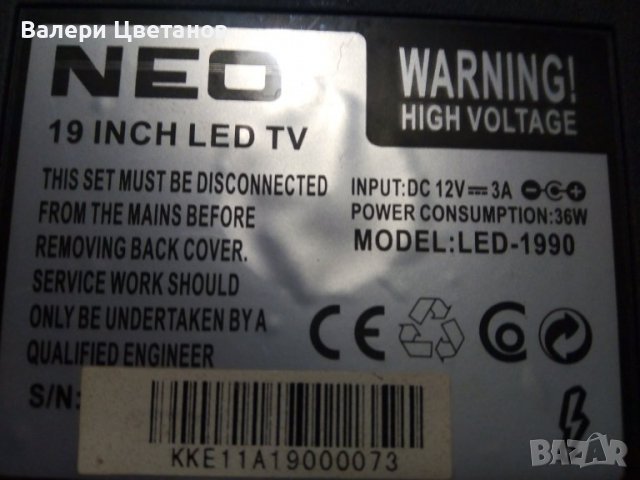 Валери Цветанов
NEO
19 INCH LED TV
WARNING!
HIGH VOLTAGE
THIS SET MUST BE DISCONNECTED
FROM THE MAINS BEFORE
REMOVING BACK COVER.
SERVICE WORK SHOULD
ONLY BE UNDERTAKEN BY A
QUALIFIED ENGINEER
INPUT:DC 12V⎓3A
POWER CONSUMPTION:36W
MODEL:LED-1990
CE
S/N:
KKE11A19000073
BAZAR